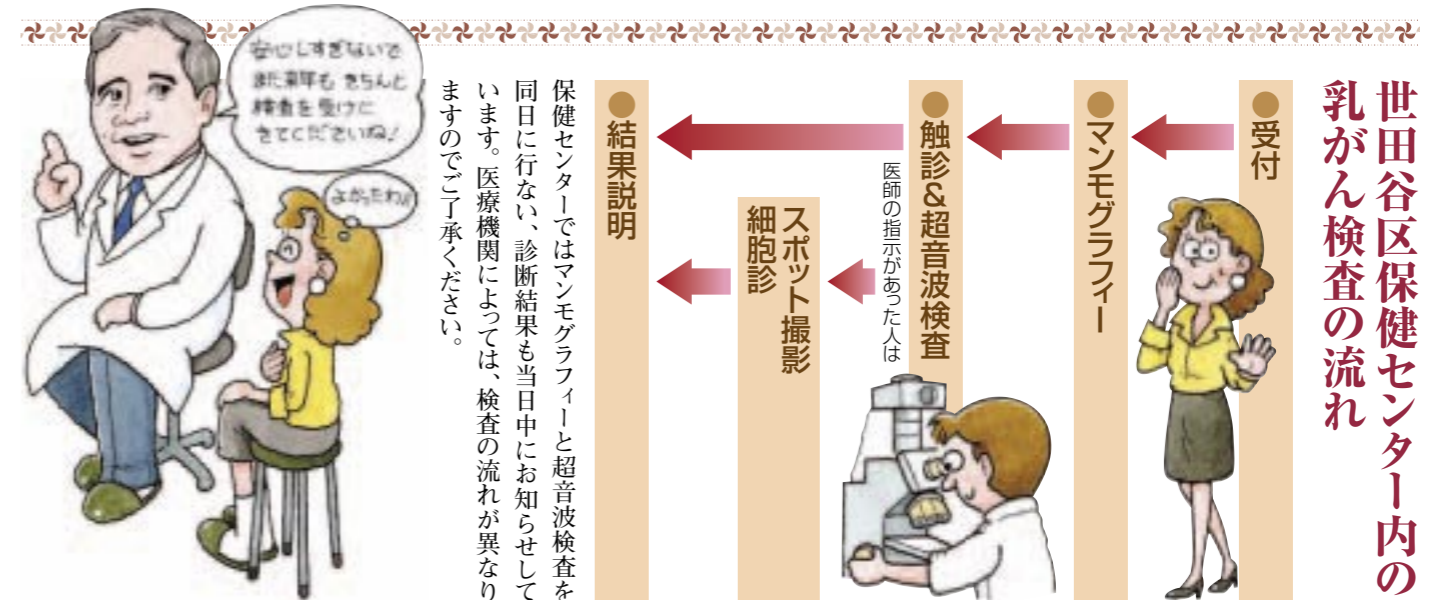 世田谷区保健センター内の
乳がん検査の流れ
●受付
●マンモグラフィー
●触診&超音波検査
医師の指示があった人は
スポット撮影
細胞診
●結果説明
保健センターではマンモグラフィーと超音波検査を
同日に行ない、診断結果も当日中にお知らせして
います。医療機関によっては、検査の流れが異なり
ますのでご了承ください。
安心しすぎないで
また来年も きちんと
検査を受けに
きてくださいね!
よかったわ!!